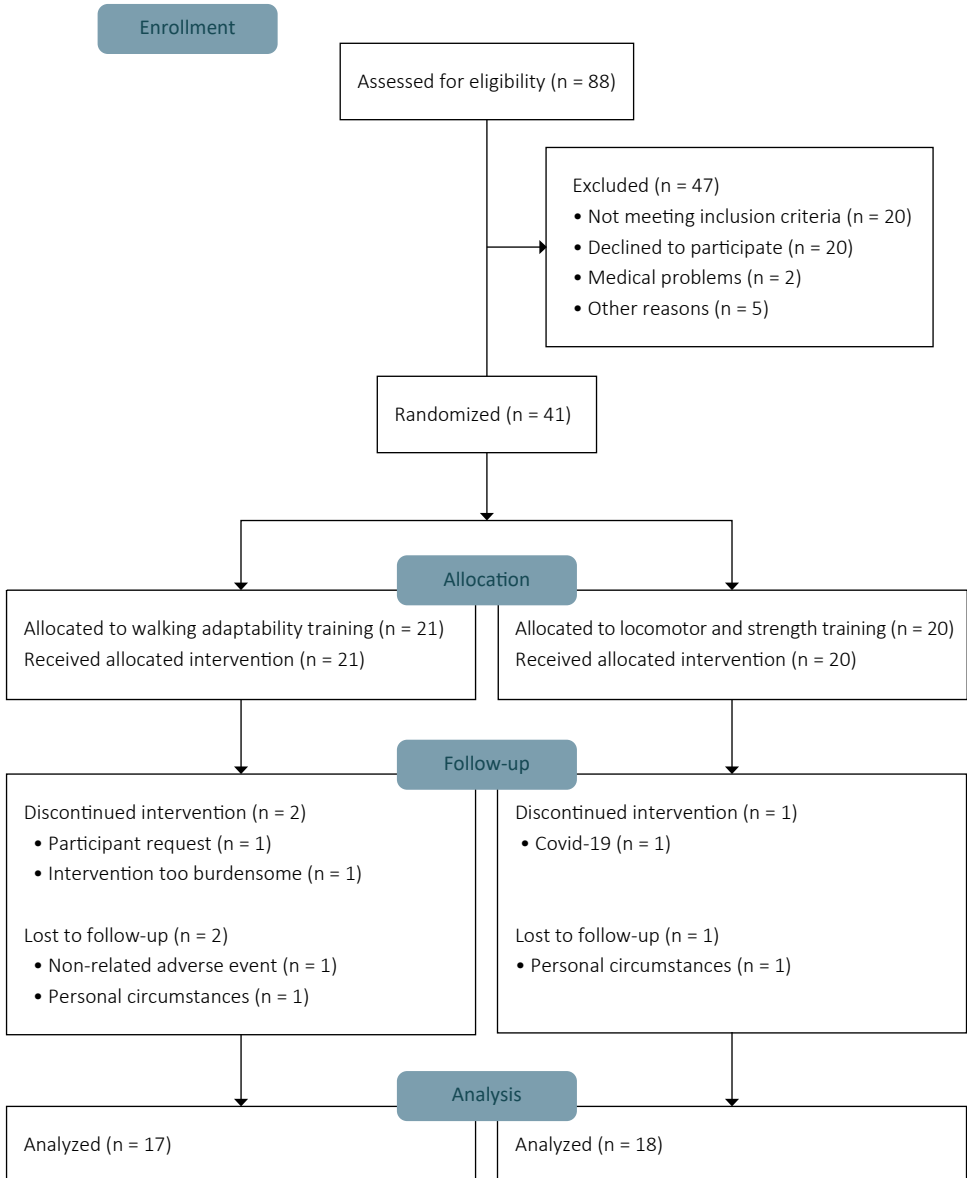 Enrollment
Assessed for eligibility (n = 88)
Excluded (n = 47)
• Not meeting inclusion criteria (n = 20)
• Declined to participate (n = 20)
• Medical problems (n = 2)
• Other reasons (n = 5)
Randomized (n = 41)
Allocation
Allocated to walking adaptability training (n = 21)
Received allocated intervention (n = 21)
Allocated to locomotor and strength training (n = 20)
Received allocated intervention (n = 20)
Follow-up
Discontinued intervention (n = 2)
• Participant request (n = 1)
• Intervention too burdensome (n = 1)
Lost to follow-up (n = 2)
• Non-related adverse event (n = 1)
• Personal circumstances (n = 1)
Discontinued intervention (n = 1)
• Covid-19 (n = 1)
Lost to follow-up (n = 1)
• Personal circumstances (n = 1)
Analysis
Analyzed (n = 17)
Analyzed (n = 18)